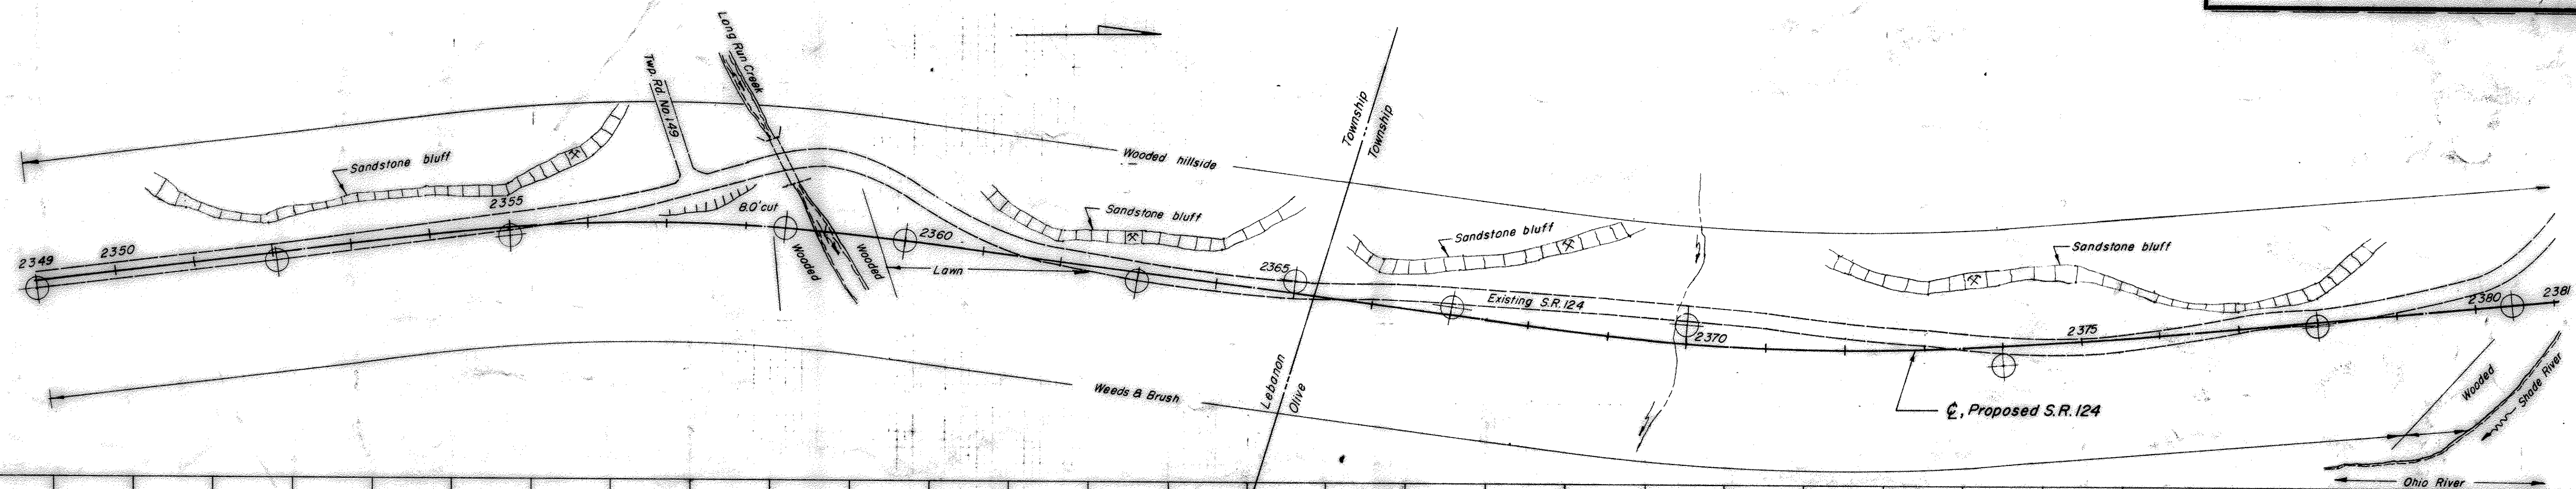 Long Run Creek
Twp. Rd. No. 149
Township
Township
Wooded hillside
Sandstone bluff
2355
8.0' cut
Sandstone bluff
Sandstone bluff
Sandstone bluff
2349
2350
Wooded
Wooded
2360
Lawn
2365
Existing S.R. 124
2370
2375
2380
2381
Lebanon
Olive
Weeds & Brush
℄, Proposed S.R. 124
Wooded
Shade River
Ohio River